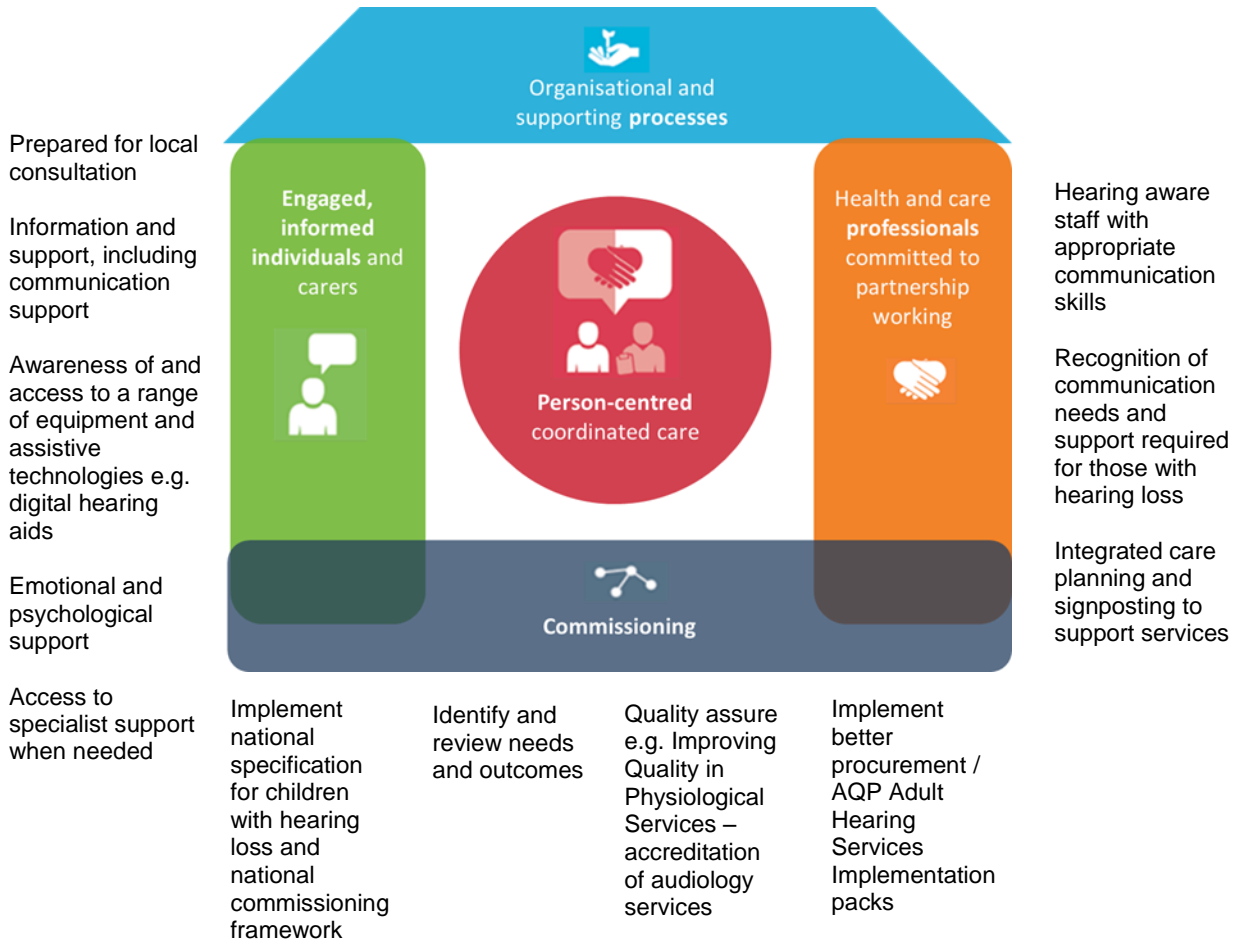 Organisational and
supporting processes
Prepared for local
consultation
Information and
support, including
communication
support
Awareness of and
access to a range
of equipment and
assistive
technologies e.g.
digital hearing
aids
Emotional and
psychological
support
Access to
specialist support
when needed
Engaged,
informed
individuals and
carers
Person-centred
coordinated care
Health and care
professionals
committed to
partnership
working
Hearing aware
staff with
appropriate
communication
skills
Recognition of
communication
needs and
support required
for those with
hearing loss
Integrated care
planning and
signposting to
support services
Commissioning
Implement
national
specification
for children
with hearing
loss and
national
commissioning
framework
Identify and
review needs
and outcomes
Quality assure
e.g. Improving
Quality in
Physiological
Services –
accreditation
of audiology
services
Implement
better
procurement /
AQP Adult
Hearing
Services
Implementation
packs